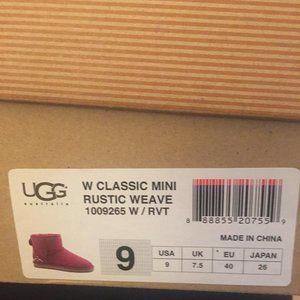 UGG
australia
W CLASSIC MINI
RUSTIC WEAVE
1009265 W / RVT
8 88855 20755 9
MADE IN CHINA
9
USA UK EU JAPAN
9 7.5 40 26